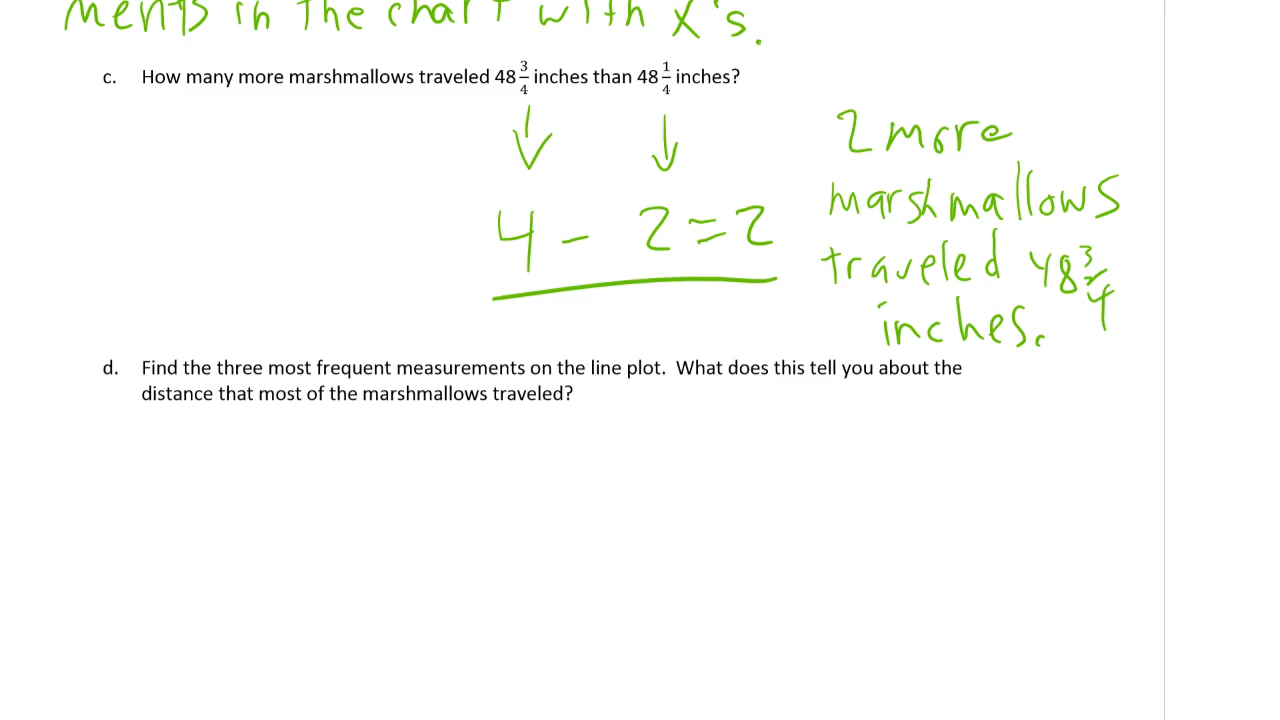 ments in the chart with X's.
c. How many more marshmallows traveled 48 3/4 inches than 48 1/4 inches?
4 - 2 = 2
2 more
marshmallows
traveled 48 3/4
inches.
d. Find the three most frequent measurements on the line plot. What does this tell you about the
distance that most of the marshmallows traveled?